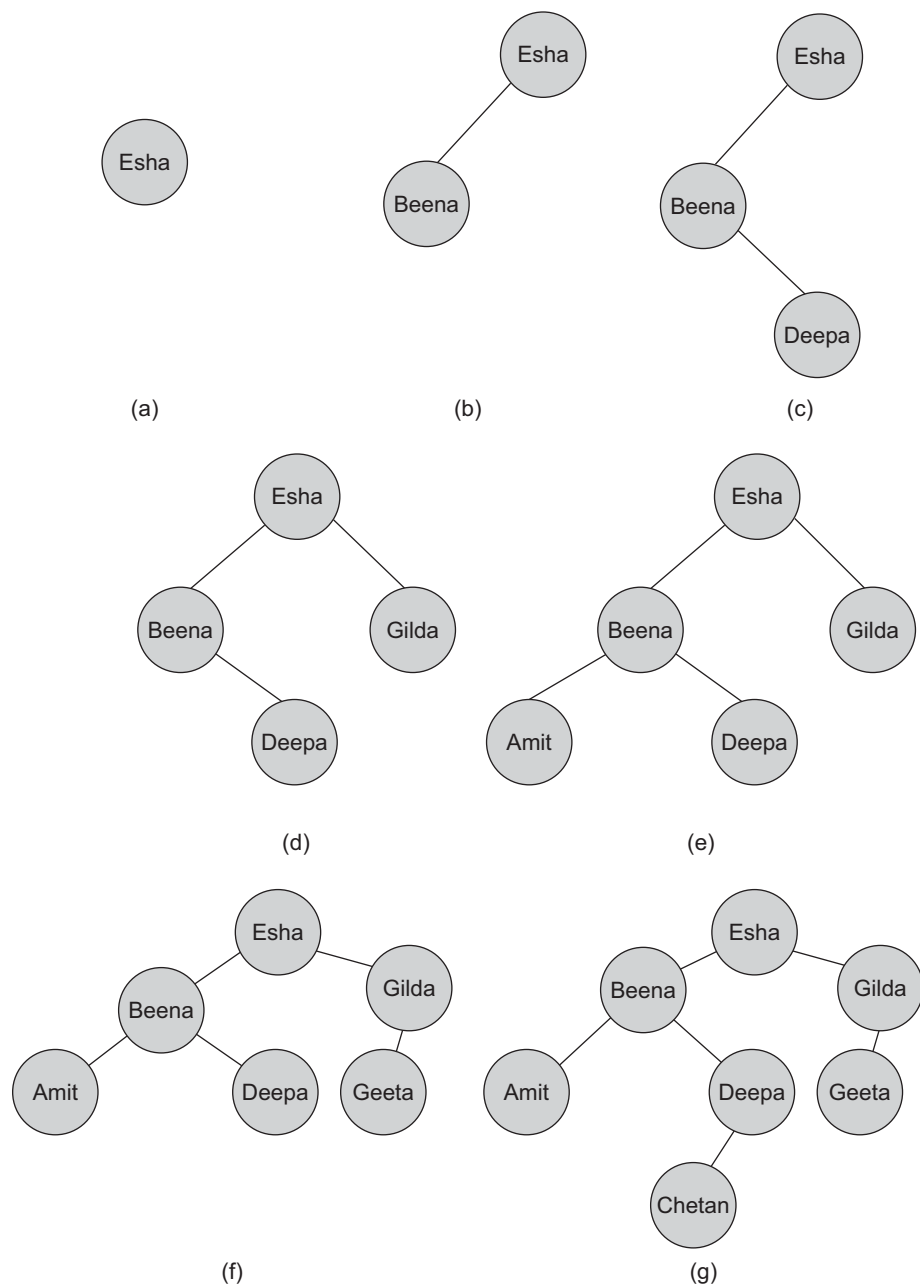 Esha
Esha
Esha
Beena
Beena
Deepa
(a)
(b)
(c)
Esha
Esha
Beena
Gilda
Beena
Gilda
Deepa
Amit
Deepa
(d)
(e)
Esha
Esha
Gilda
Gilda
Beena
Beena
Amit
Deepa
Geeta
Amit
Deepa
Geeta
Chetan
(f)
(g)